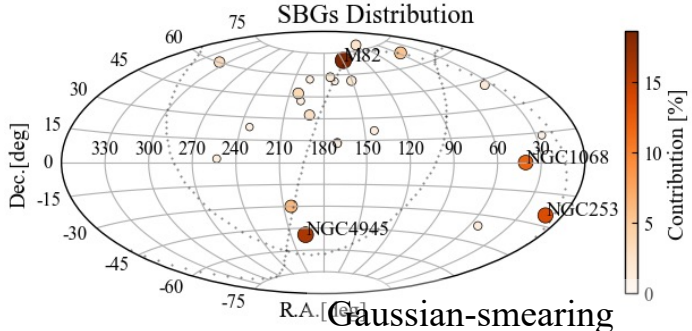 SBGs Distribution
75
60
45
30
15
0
-15
-30
-45
-60
-75
Dec.[deg]
330 300 270 240 210 180 150 120 90 60 30
M82
NGC1068
NGC253
NGC4945
R.A.[deg]
Gaussian-smearing
15
10
5
0
Contribution [%]